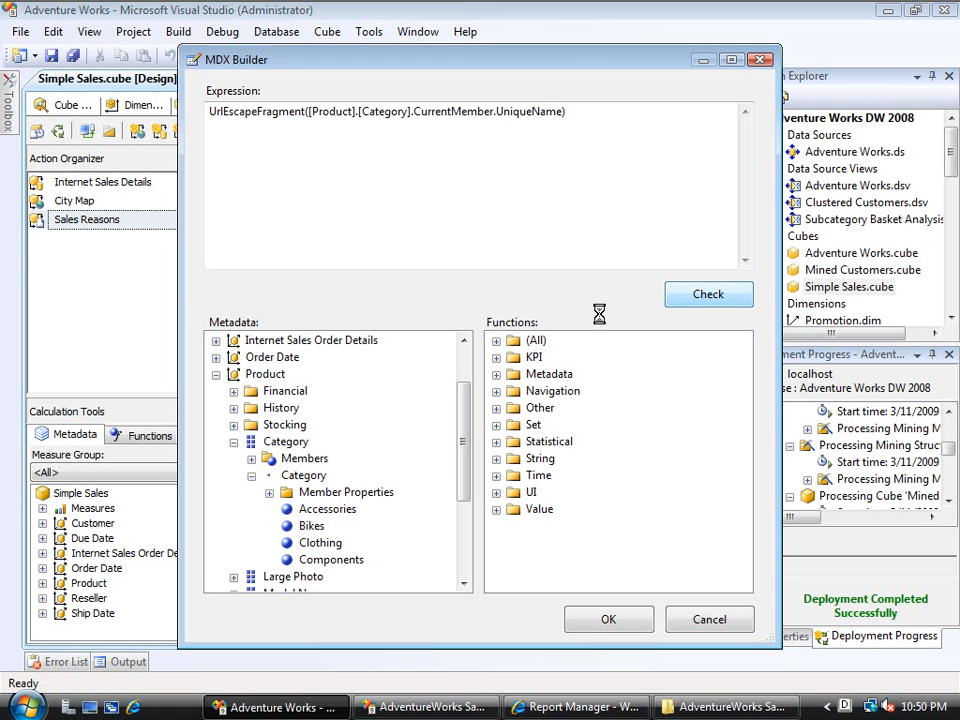 Adventure Works - Microsoft Visual Studio (Administrator)
File Edit View Project Build Debug Database Cube Tools Window Help
Toolbox
Simple Sales.cube [Design]
Cube ... Dimen...
Action Organizer
Internet Sales Details
City Map
Sales Reasons
Calculation Tools
Metadata Functions
Measure Group:
<All>
Simple Sales
Measures
Customer
Due Date
Internet Sales Order De
Order Date
Product
Reseller
Ship Date
MDX Builder
Expression:
UrlEscapeFragment([Product].[Category].CurrentMember.UniqueName)
Check
Metadata:
Internet Sales Order Details
Order Date
Product
Financial
History
Stocking
Category
Members
Category
Member Properties
Accessories
Bikes
Clothing
Components
Large Photo
Functions:
(All)
KPI
Metadata
Navigation
Other
Set
Statistical
String
Time
UI
Value
OK Cancel
Explorer
venture Works DW 2008
Data Sources
Adventure Works.ds
Data Source Views
Adventure Works.dsv
Clustered Customers.dsv
Subcategory Basket Analysis
Cubes
Adventure Works.cube
Mined Customers.cube
Simple Sales.cube
Dimensions
Promotion.dim
ment Progress - Advent...
localhost
se : Adventure Works DW 2008
Start time: 3/11/2009
Processing Mining M
Processing Mining Struc
Start time: 3/11/2009
Processing Mining M
Processing Cube 'Mined
Deployment Completed
Successfully
erties Deployment Progress
Error List Output
Ready
Adventure Works - ... AdventureWorks Sa... Report Manager - W... AdventureWorks Sa... D 10:50 PM